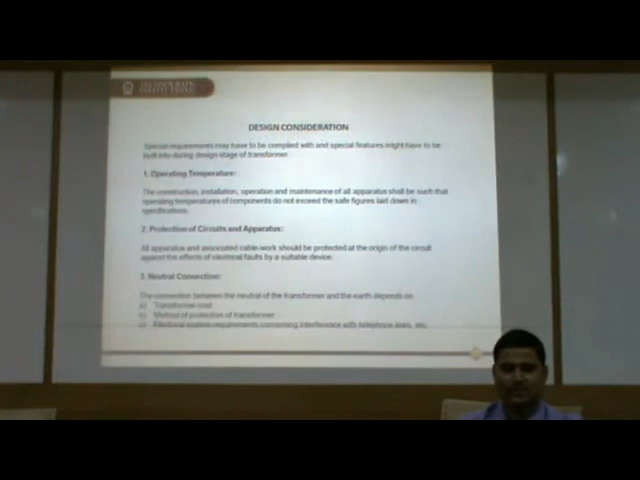 DESIGN CONSIDERATION
Special requirements may have to be complied with and special features might have to be
built into during design stage of transformer.
1. Operating Temperature:
The construction, installation, operation and maintenance of all apparatus shall be such that
operating temperatures of components do not exceed the safe figures laid down in
specifications.
2. Protection of Circuits and Apparatus:
All apparatus and associated cable-work should be protected at the origin of the circuit
against the effects of electrical faults by a suitable device.
3. Neutral Connection:
The connection between the neutral of the transformer and the earth depends on
a) Transformer cost
b) Method of protection of transformer
c) Electrical system requirements concerning interference with telephone lines, etc.